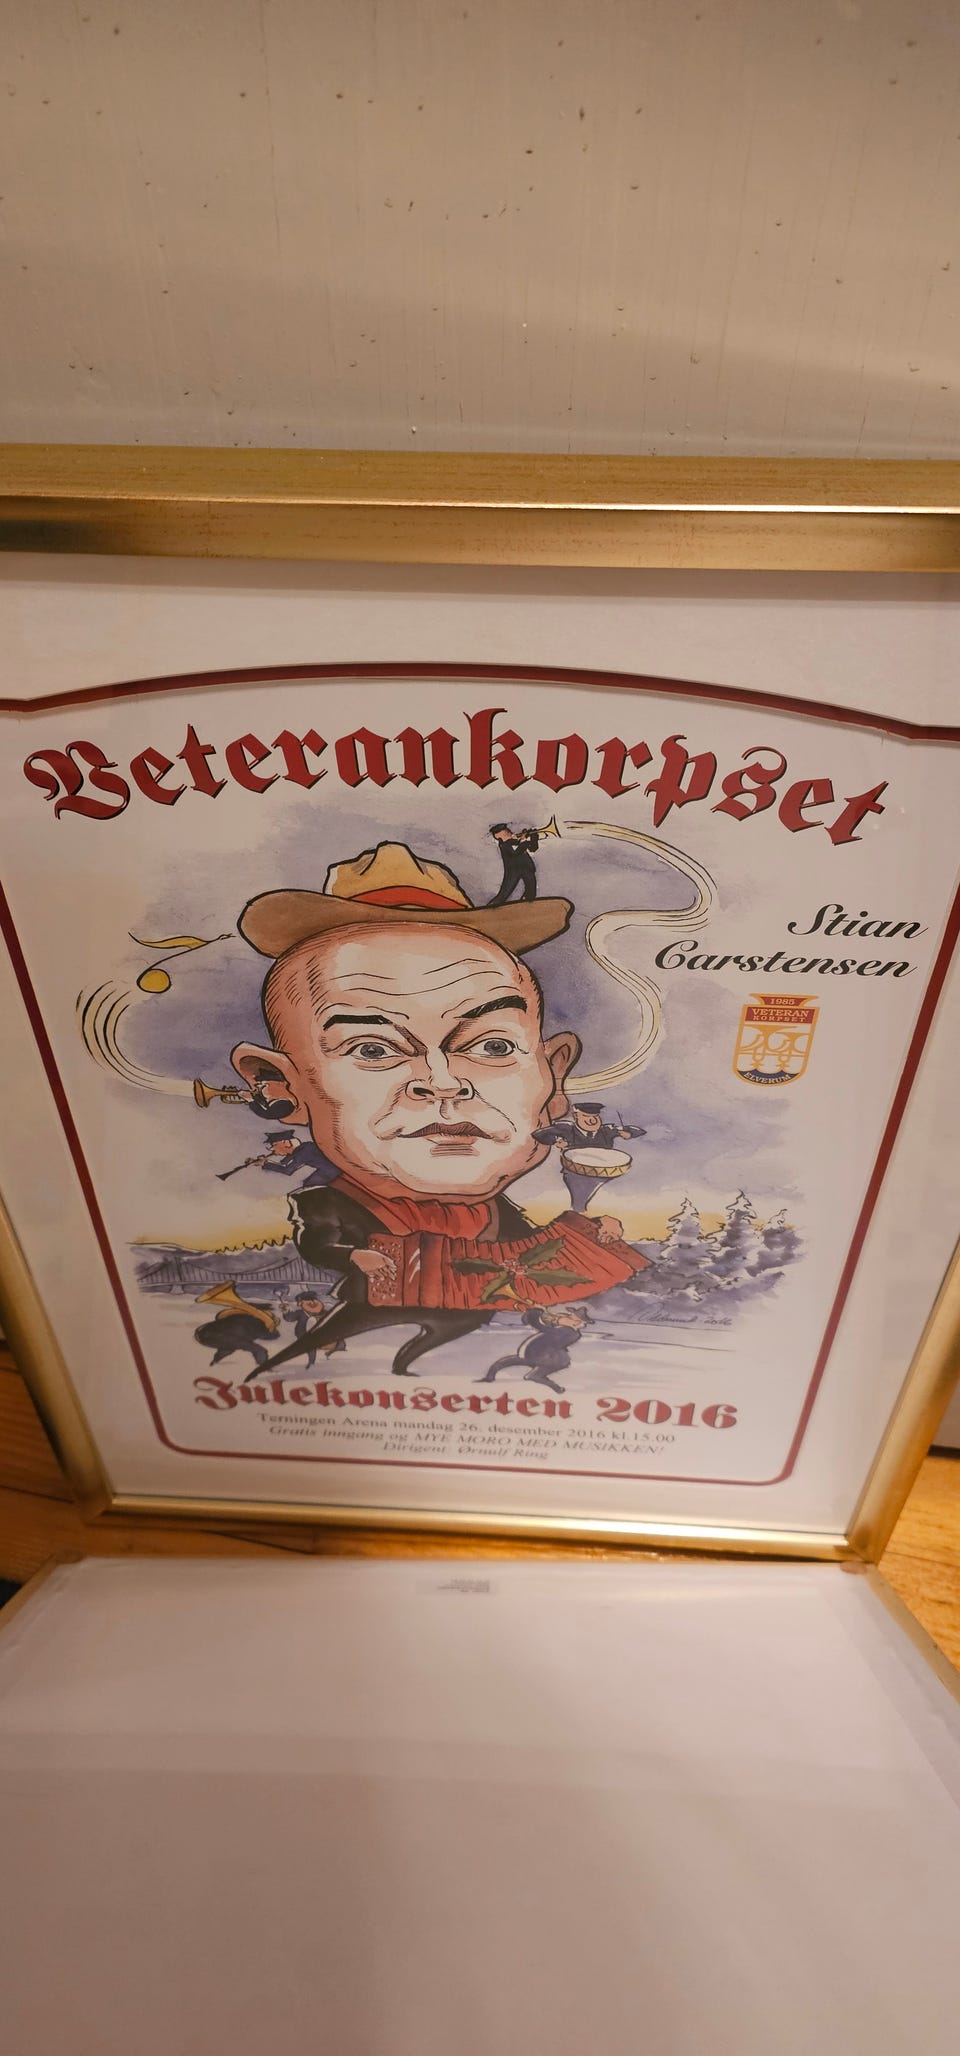 Veterankorpset
Stian
Carstensen
1985
VETERAN
KORPSET
ELVERUM
Julekonserten 2016
Terningen Arena mandag 26. desember 2016 kl.15.00
Gratis inngang og MYE MORO MED MUSIKKEN!
Dirigent: Ørnulf Ring